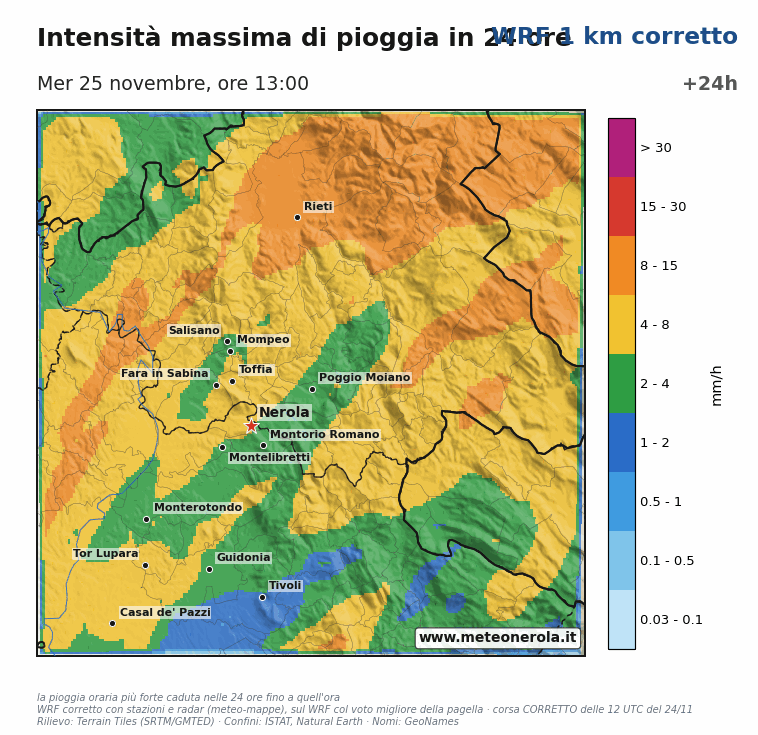 Intensità massima di pioggia in 24 ore
WRF 1 km corretto
Mer 25 novembre, ore 13:00
+24h
Rieti
Salisano
Mompeo
Fara in Sabina
Toffia
Poggio Moiano
Nerola
Montorio Romano
Montelibretti
Monterotondo
Tor Lupara
Guidonia
Tivoli
Casal de' Pazzi
www.meteonerola.it
> 30
15 - 30
8 - 15
4 - 8
2 - 4
1 - 2
0.5 - 1
0.1 - 0.5
0.03 - 0.1
mm/h
la pioggia oraria più forte caduta nelle 24 ore fino a quell'ora
WRF corretto con stazioni e radar (meteo-mappe), sul WRF col voto migliore della pagella · corsa CORRETTO delle 12 UTC del 24/11
Rilievo: Terrain Tiles (SRTM/GMTED) · Confini: ISTAT, Natural Earth · Nomi: GeoNames